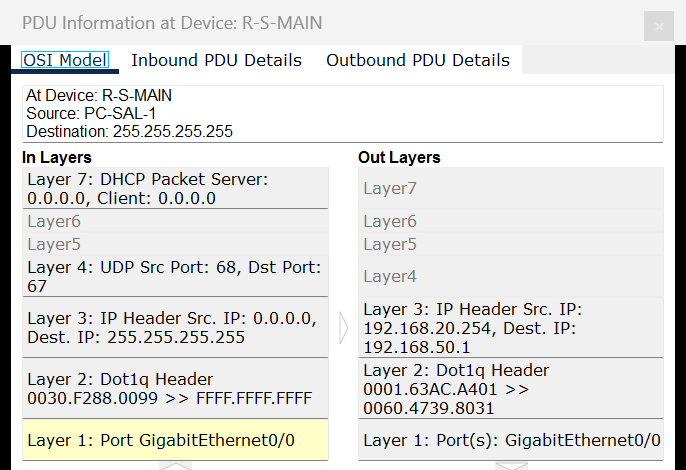 PDU Information at Device: R-S-MAIN
×
OSI Model Inbound PDU Details Outbound PDU Details
At Device: R-S-MAIN
Source: PC-SAL-1
Destination: 255.255.255.255
In Layers
Layer 7: DHCP Packet Server:
0.0.0.0, Client: 0.0.0.0
Layer6
Layer5
Layer 4: UDP Src Port: 68, Dst Port:
67
Layer 3: IP Header Src. IP: 0.0.0.0,
Dest. IP: 255.255.255.255
Layer 2: Dot1q Header
0030.F288.0099 >> FFFF.FFFF.FFFF
Layer 1: Port GigabitEthernet0/0
Out Layers
Layer7
Layer6
Layer5
Layer4
Layer 3: IP Header Src. IP:
192.168.20.254, Dest. IP:
192.168.50.1
Layer 2: Dot1q Header
0001.63AC.A401 >>
0060.4739.8031
Layer 1: Port(s): GigabitEthernet0/0